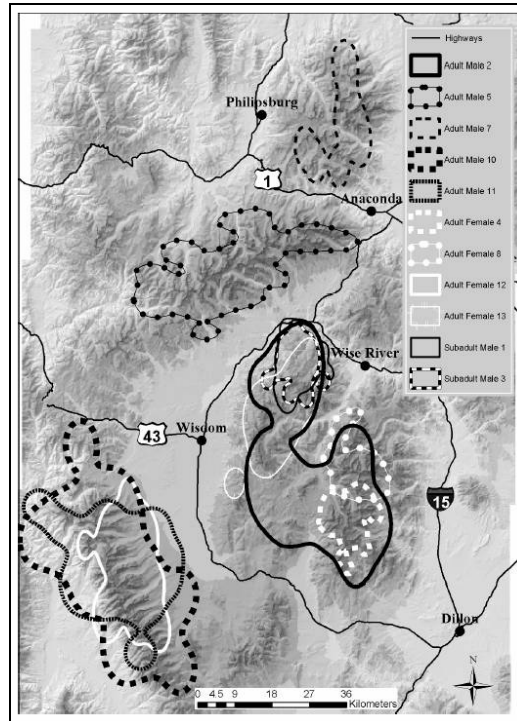 Highways
Adult Male 2
Adult Male 5
Adult Male 7
Adult Male 10
Adult Male 11
Adult Female 4
Adult Female 8
Adult Female 12
Adult Female 13
Subadult Male 1
Subadult Male 3
Philipsburg
1
Anaconda
Wise River
Wisdom
43
15
Dillon
N
0 4.5 9 18 27 36
Kilometers